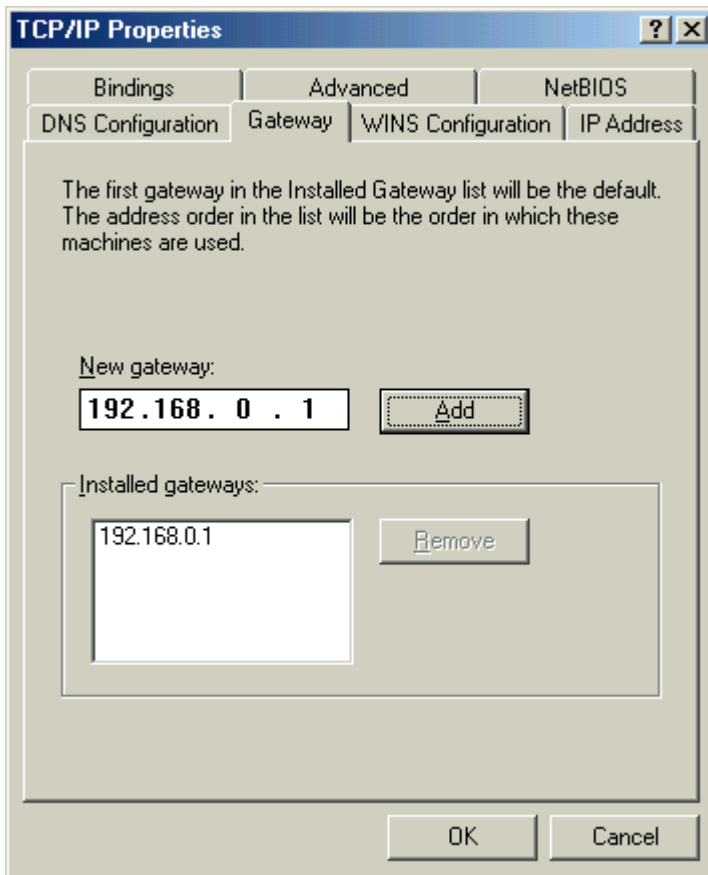 TCP/IP Properties
Bindings Advanced NetBIOS
DNS Configuration Gateway WINS Configuration IP Address
The first gateway in the Installed Gateway list will be the default.
The address order in the list will be the order in which these
machines are used.
New gateway:
192.168. 0 . 1 Add
Installed gateways:
192.168.0.1 Remove
OK Cancel